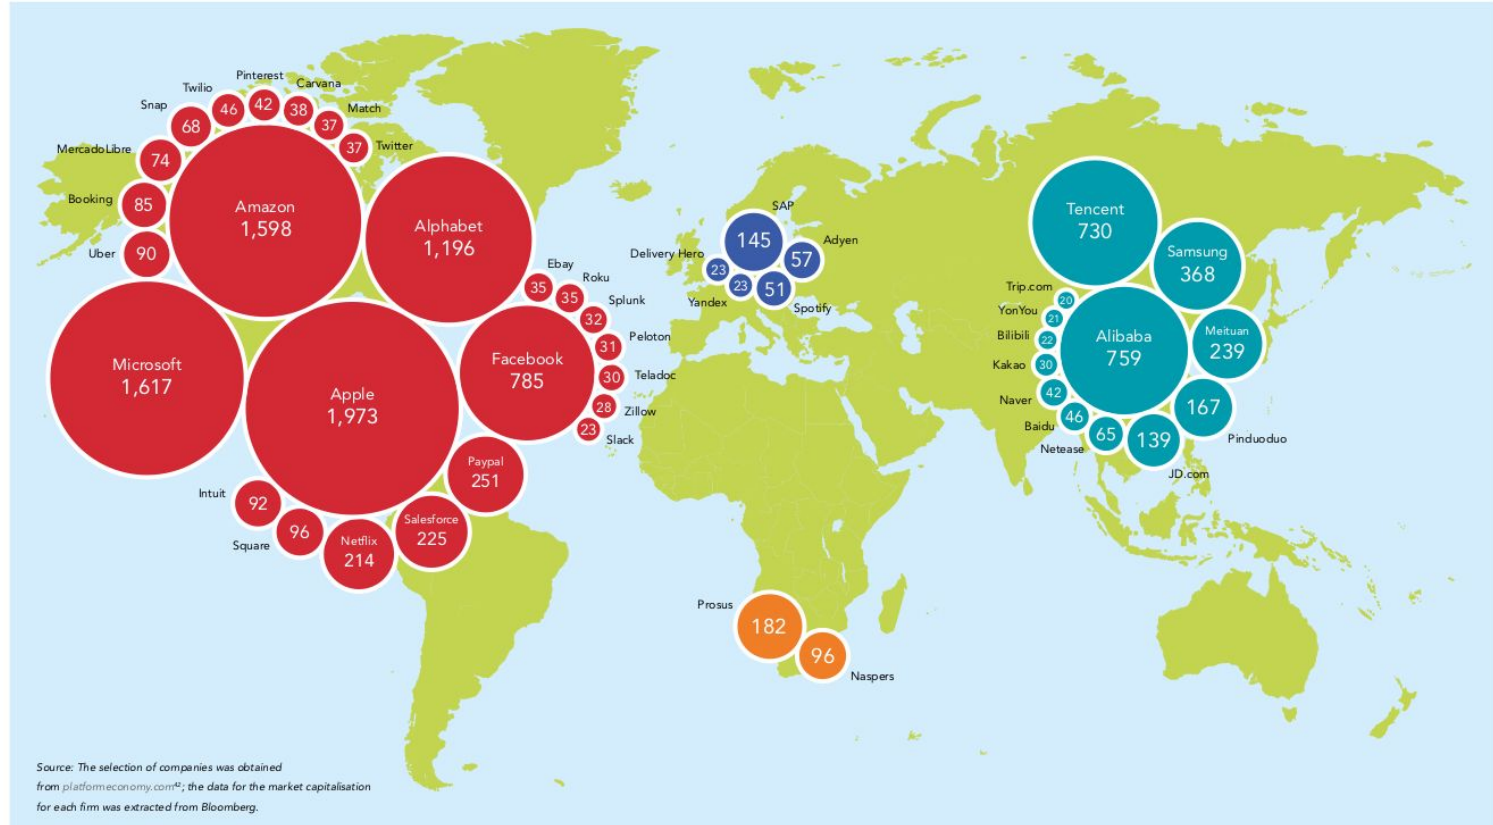 Pinterest
Carvana
Twilio
Snap
Match
46
42
38
68
37
Twitter
37
MercadoLibre
74
Booking
85
Amazon
1,598
Alphabet
1,196
Uber
90
Ebay
35
Roku
35
Splunk
32
Peloton
31
Microsoft
1,617
Apple
1,973
Facebook
785
30
Teladoc
28
Zillow
23
Slack
Paypal
251
Intuit
92
Square
96
Netflix
214
Salesforce
225
SAP
145
Adyen
57
Delivery Hero
23
Yandex
23
51
Spotify
Tencent
730
Samsung
368
Trip.com
20
YonYou
21
Bilibili
22
Alibaba
759
Meituan
239
Kakao
30
Naver
42
Baidu
46
Netease
65
139
JD.com
167
Pinduoduo
Prosus
182
96
Naspers
Source: The selection of companies was obtained
from platformeconomy.com⁴²; the data for the market capitalisation
for each firm was extracted from Bloomberg.